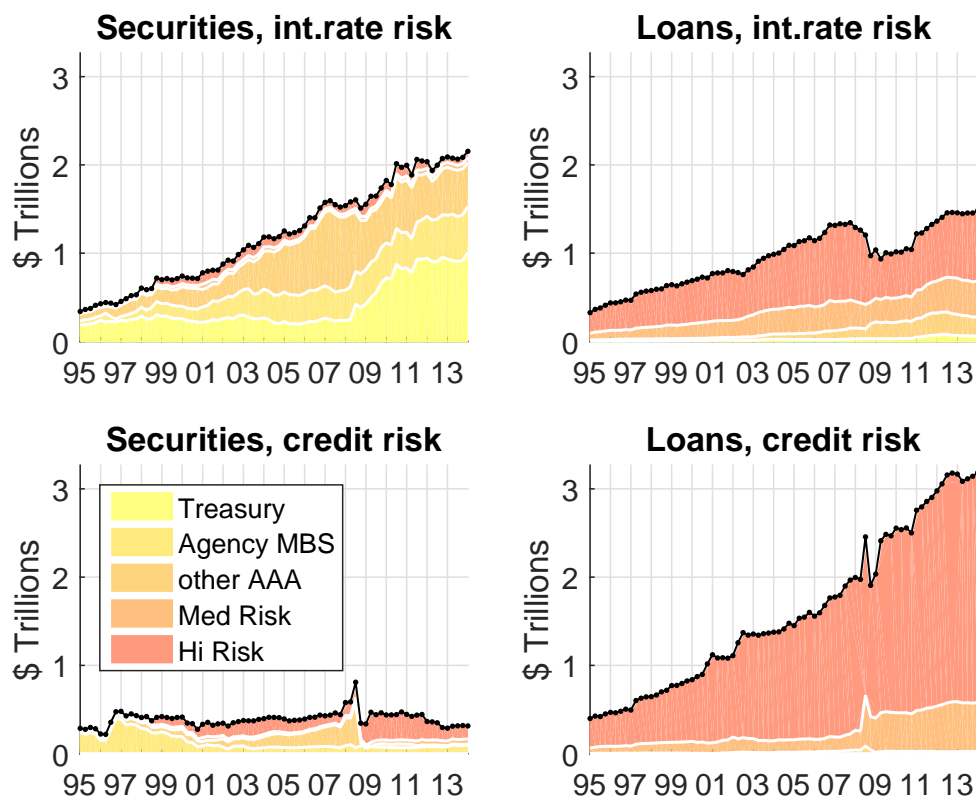 Securities, int.rate risk
$ Trillions
3
2
1
0
95 97 99 01 03 05 07 09 11 13
Loans, int.rate risk
$ Trillions
3
2
1
0
95 97 99 01 03 05 07 09 11 13
Securities, credit risk
$ Trillions
3
2
1
0
Treasury
Agency MBS
other AAA
Med Risk
Hi Risk
95 97 99 01 03 05 07 09 11 13
Loans, credit risk
$ Trillions
3
2
1
0
95 97 99 01 03 05 07 09 11 13